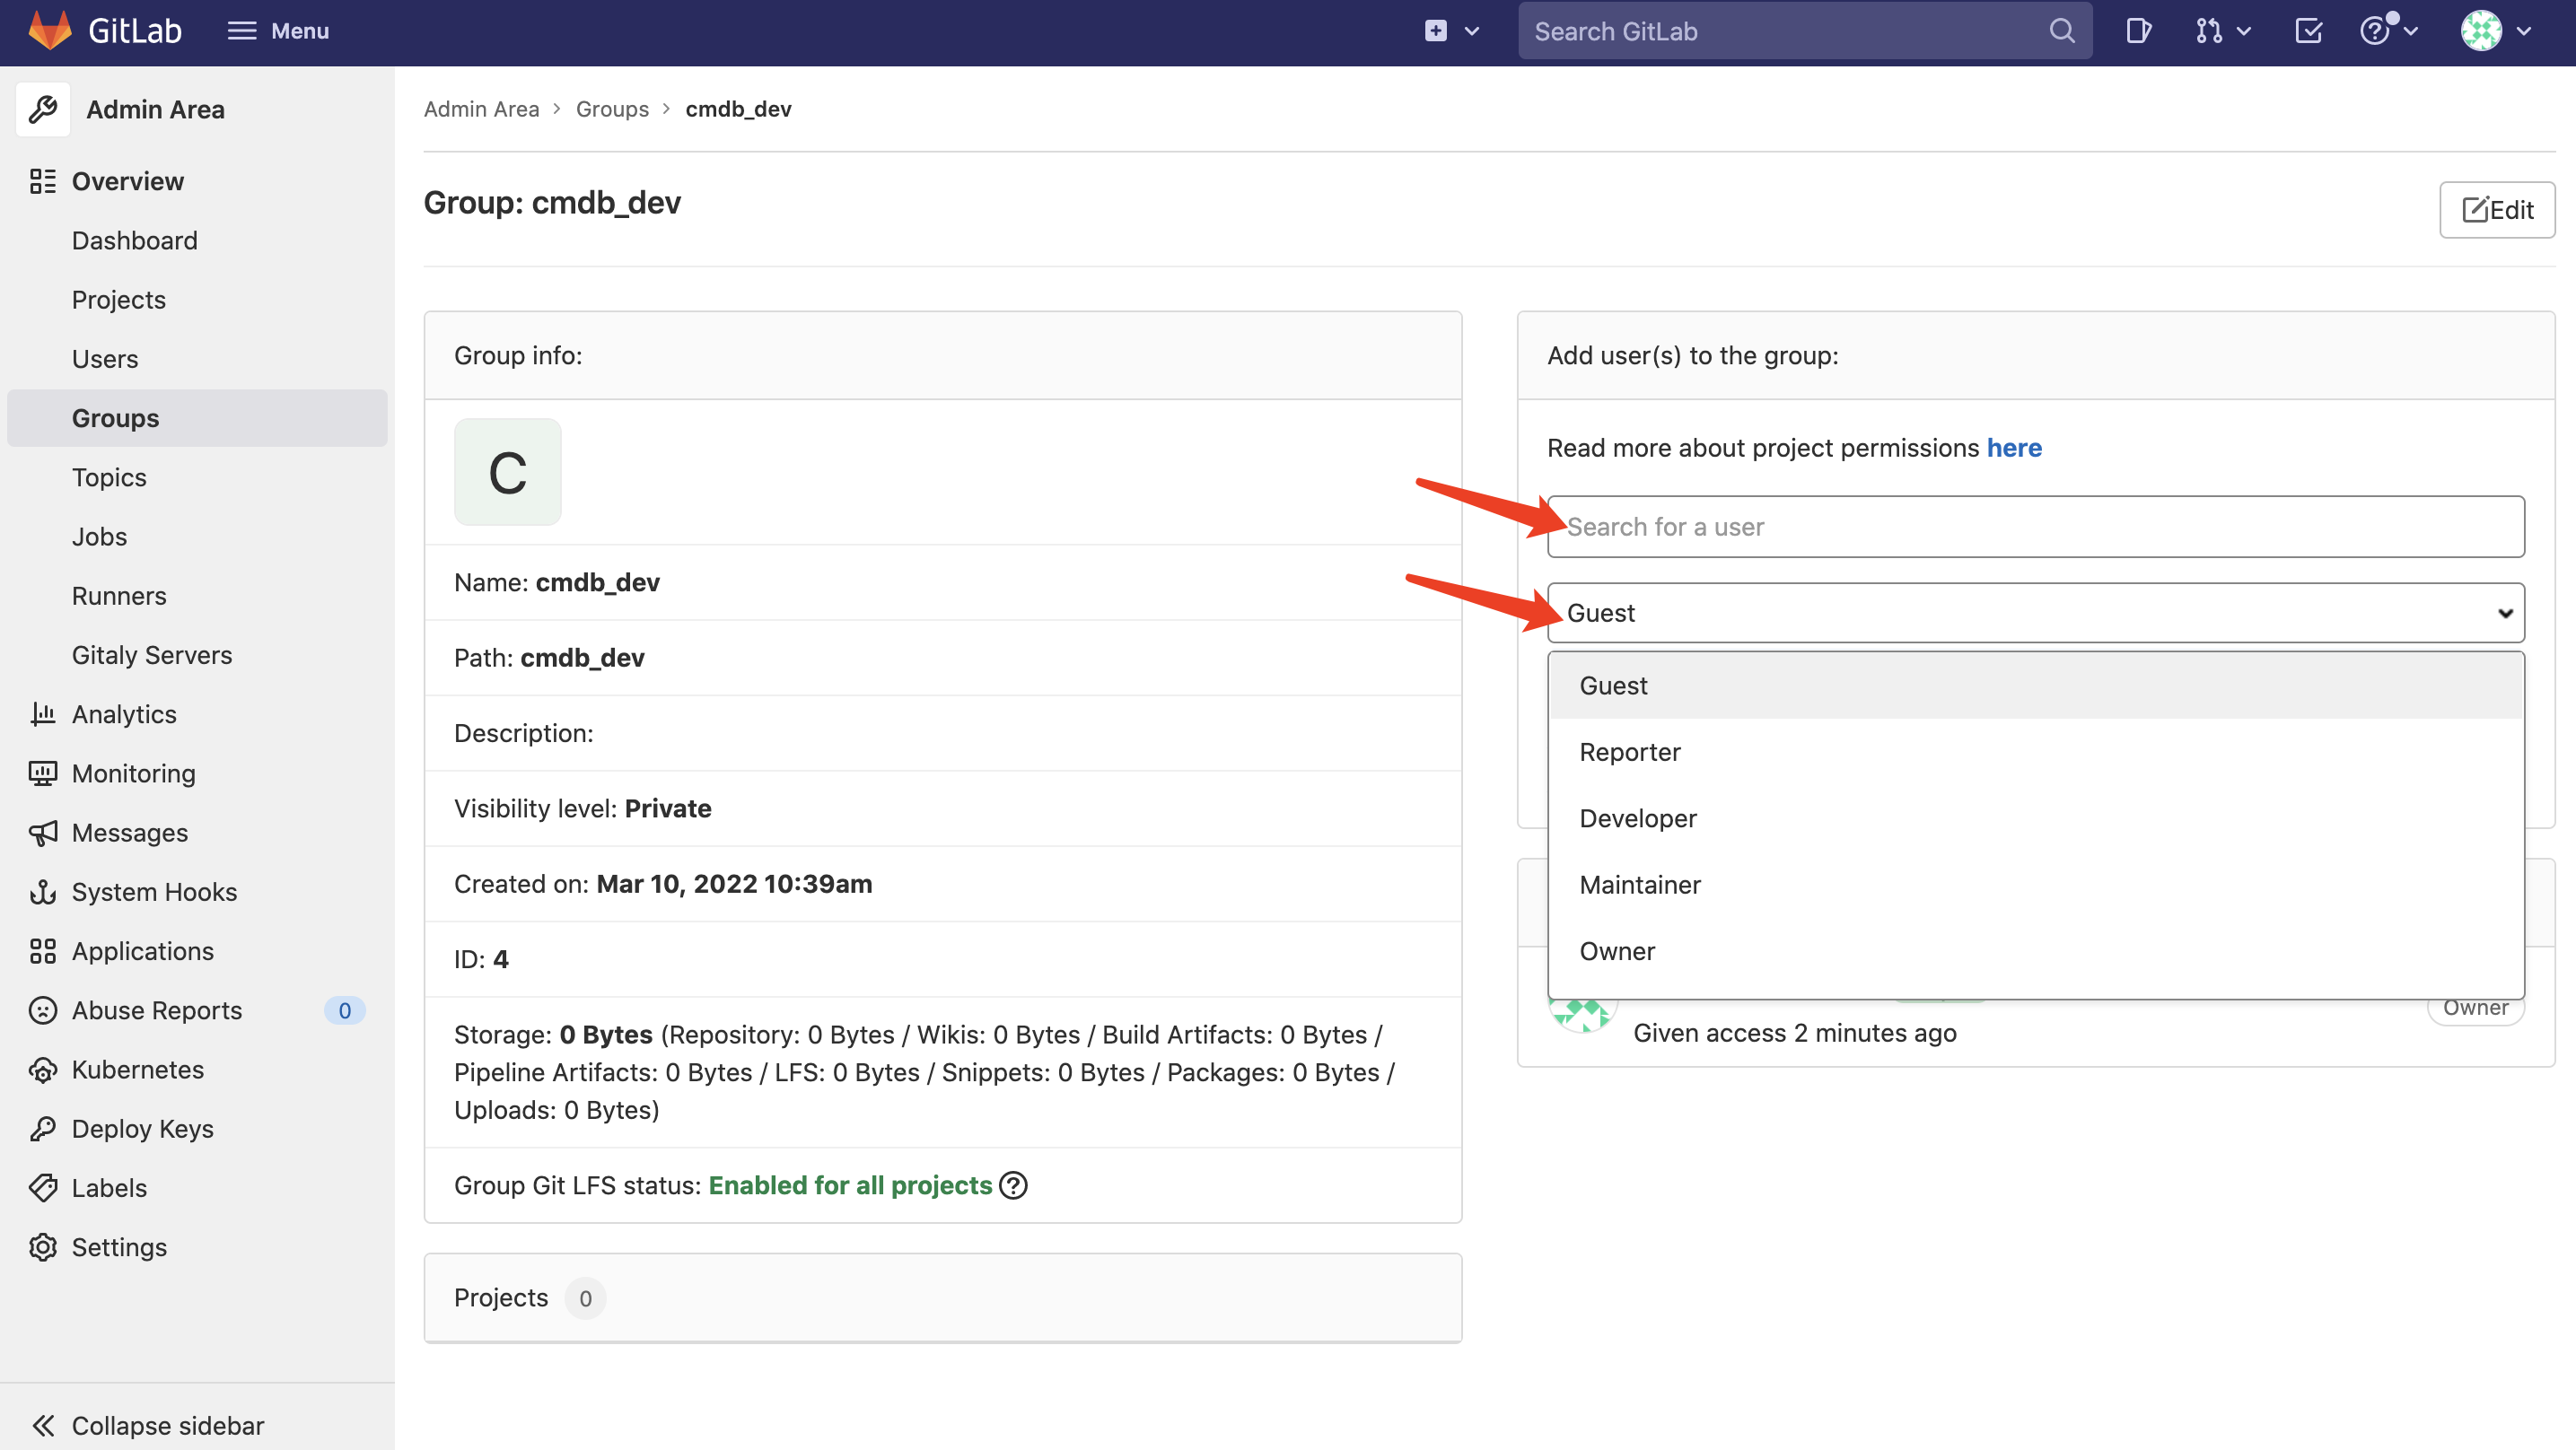 GitLab
Menu
Search GitLab
Admin Area
Overview
Dashboard
Projects
Users
Groups
Topics
Jobs
Runners
Gitaly Servers
Analytics
Monitoring
Messages
System Hooks
Applications
Abuse Reports 0
Kubernetes
Deploy Keys
Labels
Settings
Collapse sidebar
Admin Area > Groups > cmdb_dev
Group: cmdb_dev
Edit
Group info:
C
Name: cmdb_dev
Path: cmdb_dev
Description:
Visibility level: Private
Created on: Mar 10, 2022 10:39am
ID: 4
Storage: 0 Bytes (Repository: 0 Bytes / Wikis: 0 Bytes / Build Artifacts: 0 Bytes /
Pipeline Artifacts: 0 Bytes / LFS: 0 Bytes / Snippets: 0 Bytes / Packages: 0 Bytes /
Uploads: 0 Bytes)
Group Git LFS status: Enabled for all projects
Projects 0
Add user(s) to the group:
Read more about project permissions here
Search for a user
Guest
Guest
Reporter
Developer
Maintainer
Owner
Owner
Given access 2 minutes ago